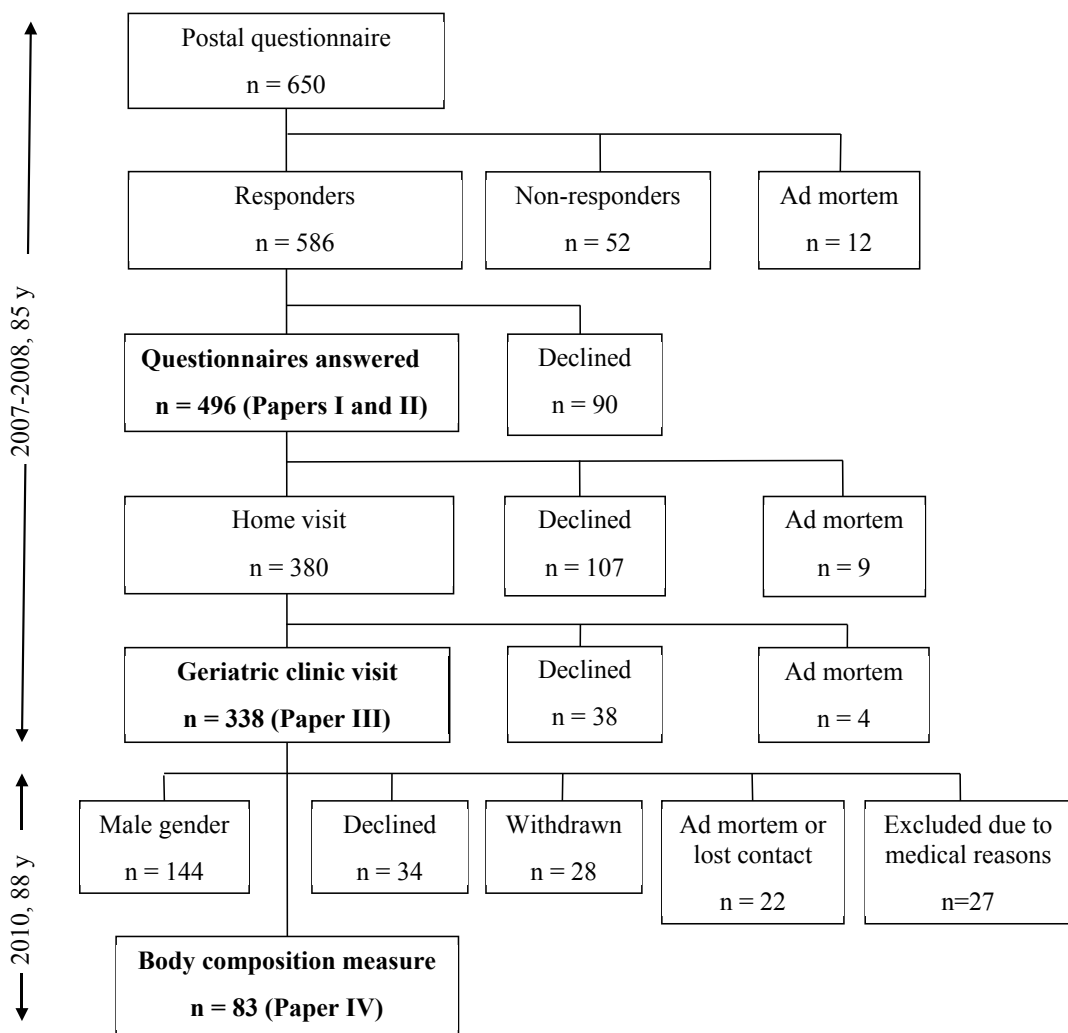 Postal questionnaire
n = 650
Responders
n = 586
Non-responders
n = 52
Ad mortem
n = 12
Questionnaires answered
n = 496 (Papers I and II)
Declined
n = 90
Home visit
n = 380
Declined
n = 107
Ad mortem
n = 9
Geriatric clinic visit
n = 338 (Paper III)
Declined
n = 38
Ad mortem
n = 4
2007-2008, 85 y
Male gender
n = 144
Declined
n = 34
Withdrawn
n = 28
Ad mortem or
lost contact
n = 22
Excluded due to
medical reasons
n=27
Body composition measure
n = 83 (Paper IV)
2010, 88 y